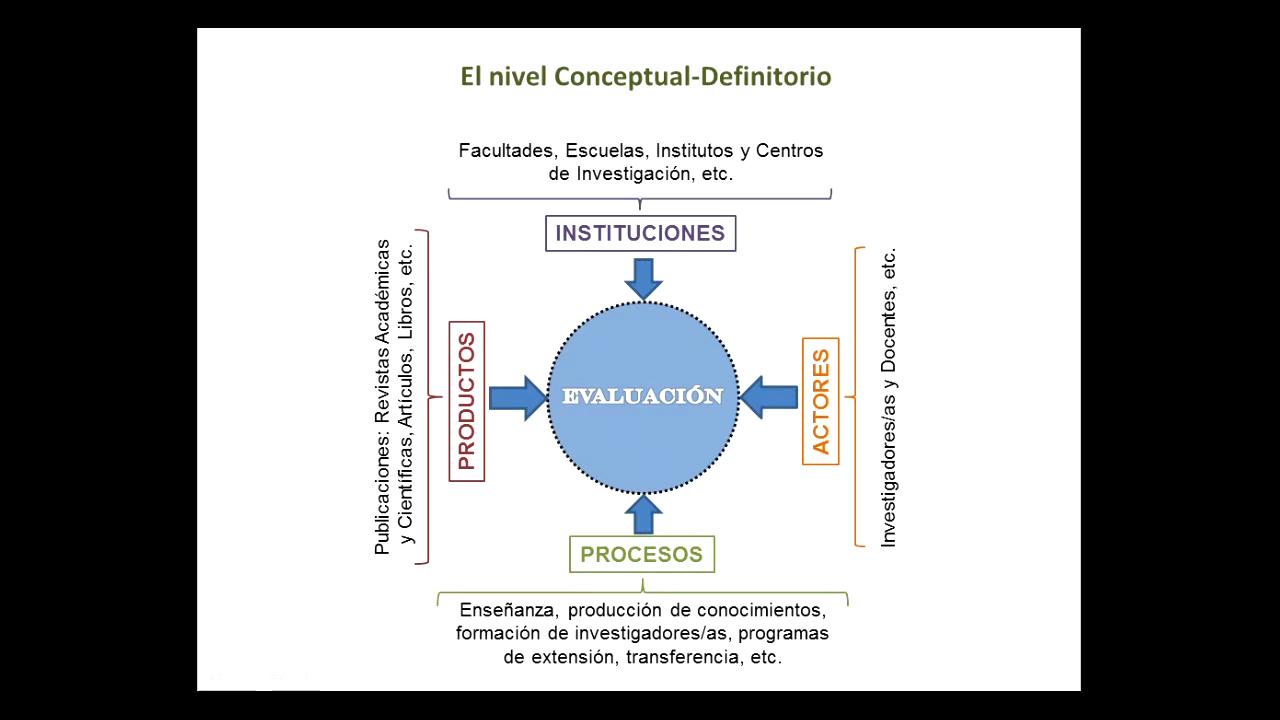 El nivel Conceptual-Definitorio
Facultades, Escuelas, Institutos y Centros
de Investigación, etc.
INSTITUCIONES
Publicaciones: Revistas Académicas
y Científicas, Artículos, Libros, etc.
PRODUCTOS
EVALUACIÓN
ACTORES
Investigadores/as y Docentes, etc.
PROCESOS
Enseñanza, producción de conocimientos,
formación de investigadores/as, programas
de extensión, transferencia, etc.